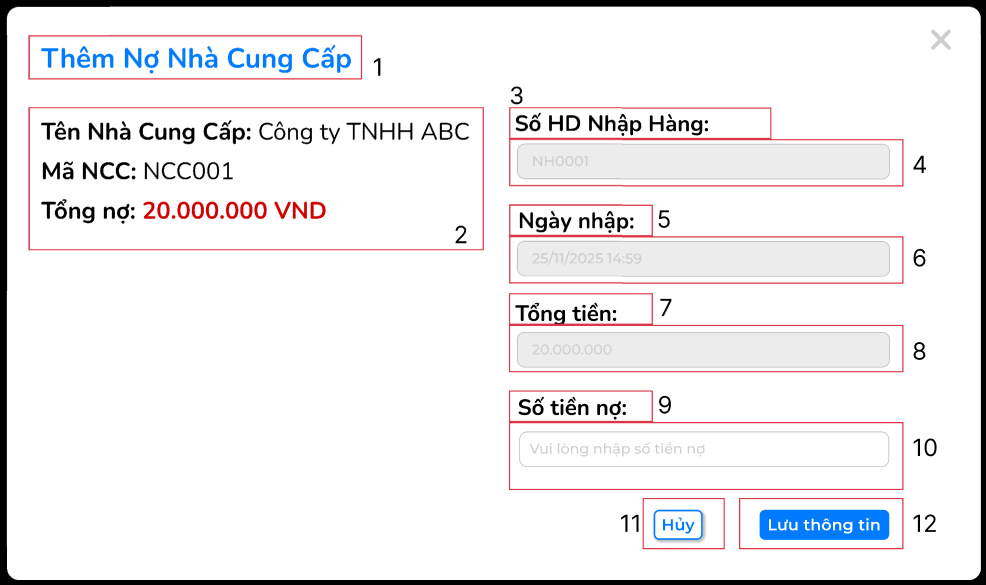 Thêm Nợ Nhà Cung Cấp
1
Tên Nhà Cung Cấp: Công ty TNHH ABC
Mã NCC: NCC001
Tổng nợ: 20.000.000 VND
2
3
Số HD Nhập Hàng:
NH0001
4
Ngày nhập:
5
25/11/2025 14:59
6
Tổng tiền:
7
20.000.000
8
Số tiền nợ:
9
Vui lòng nhập số tiền nợ
10
11
Hủy
Lưu thông tin
12